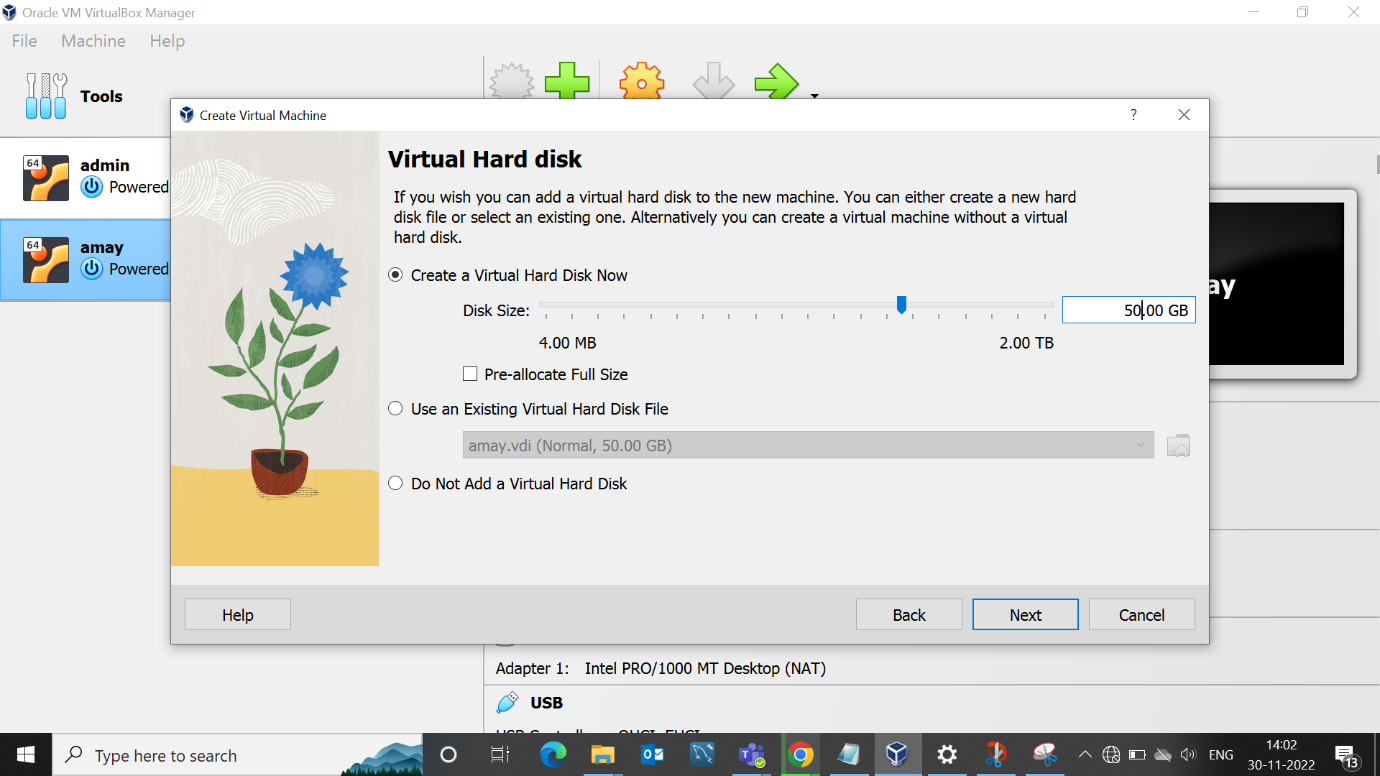 Oracle VM VirtualBox Manager
File Machine Help
Tools
64 admin
Powered
64 amay
Powered
Create Virtual Machine ?
Virtual Hard disk
If you wish you can add a virtual hard disk to the new machine. You can either create a new hard
disk file or select an existing one. Alternatively you can create a virtual machine without a virtual
hard disk.
Create a Virtual Hard Disk Now
Disk Size: 50.00 GB
4.00 MB 2.00 TB
Pre-allocate Full Size
Use an Existing Virtual Hard Disk File
amay.vdi (Normal, 50.00 GB)
Do Not Add a Virtual Hard Disk
Help Back Next Cancel
ay
Adapter 1: Intel PRO/1000 MT Desktop (NAT)
USB
Type here to search
ENG
14:02
30-11-2022
13